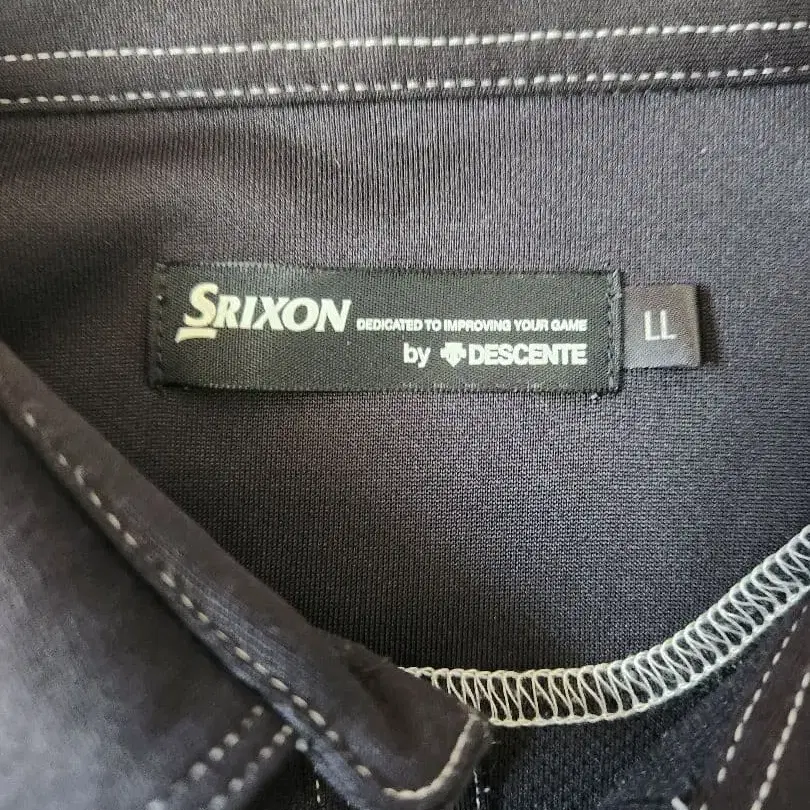 SRIXON DEDICATED TO IMPROVING YOUR GAME
by DESCENTE
LL